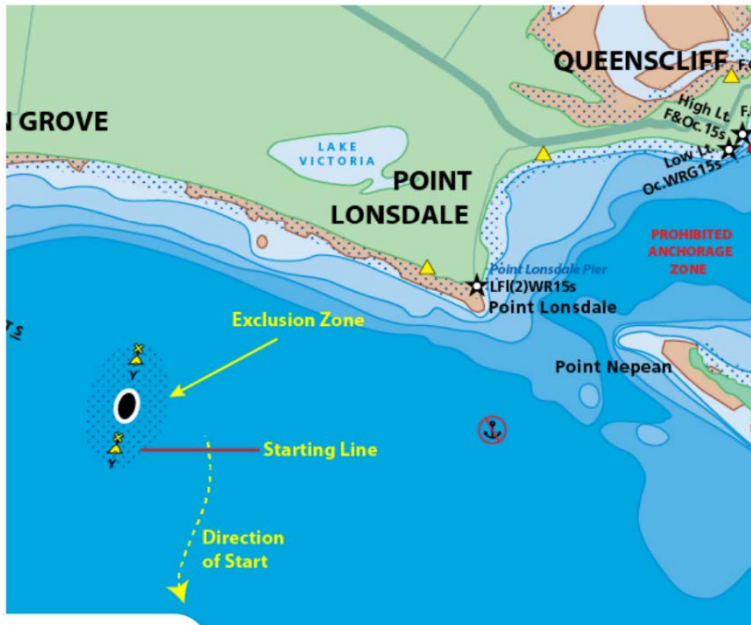 QUEENSCLIFF
High Lt.
F&Oc.15s
Low Lt.
Oc.WRG15s
N GROVE
LAKE
VICTORIA
POINT
LONSDALE
PROHIBITED
ANCHORAGE
ZONE
Point Lonsdale Pier
LFl(2)WR15s
Point Lonsdale
Exclusion Zone
Point Nepean
Y
Y
Starting Line
Direction
of Start